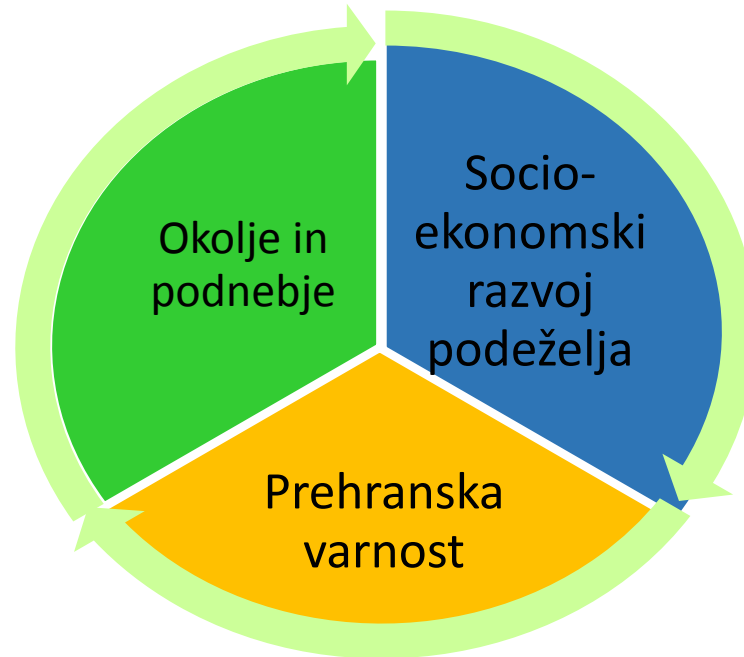 Okolje in
podnebje
Socio-
ekonomski
razvoj
podeželja
Prehranska
varnost